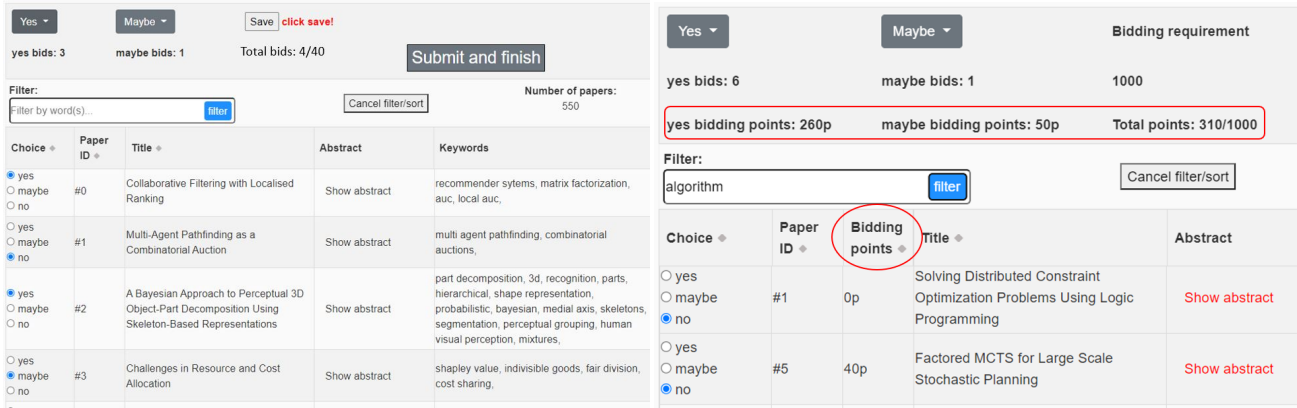 Yes
Maybe
Save click save!
yes bids: 3
maybe bids: 1
Total bids: 4/40
Submit and finish
Filter:
Filter by word(s)...
filter
Cancel filter/sort
Number of papers:
550
Choice
Paper
ID
Title
Abstract
Keywords
yes
maybe
no
#0
Collaborative Filtering with Localised
Ranking
Show abstract
recommender sytems, matrix factorization,
auc, local auc,
yes
maybe
no
#1
Multi-Agent Pathfinding as a
Combinatorial Auction
Show abstract
multi agent pathfinding, combinatorial
auctions,
yes
maybe
no
#2
A Bayesian Approach to Perceptual 3D
Object-Part Decomposition Using
Skeleton-Based Representations
Show abstract
part decomposition, 3d, recognition, parts,
hierarchical, shape representation,
probabilistic, bayesian, medial axis, skeletons,
segmentation, perceptual grouping, human
visual perception, mixtures,
yes
maybe
no
#3
Challenges in Resource and Cost
Allocation
Show abstract
shapley value, indivisible goods, fair division,
cost sharing,
Yes
Maybe
Bidding requirement
yes bids: 6
maybe bids: 1
1000
yes bidding points: 260p
maybe bidding points: 50p
Total points: 310/1000
Filter:
algorithm
filter
Cancel filter/sort
Choice
Paper
ID
Bidding
points
Title
Abstract
yes
maybe
no
#1
0p
Solving Distributed Constraint
Optimization Problems Using Logic
Programming
Show abstract
yes
maybe
no
#5
40p
Factored MCTS for Large Scale
Stochastic Planning
Show abstract